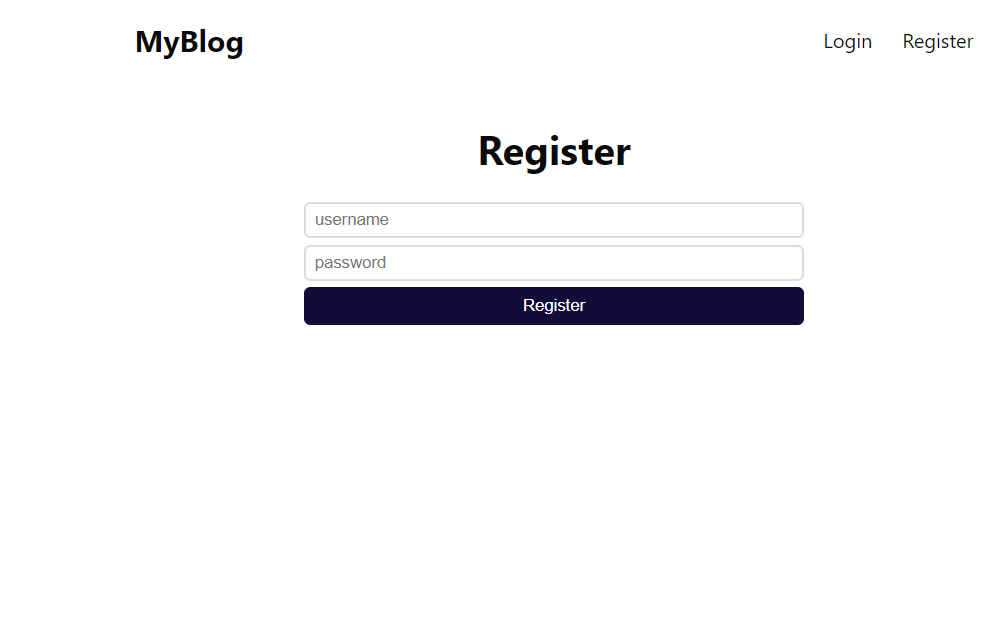 MyBlog
Login Register
Register
username
password
Register